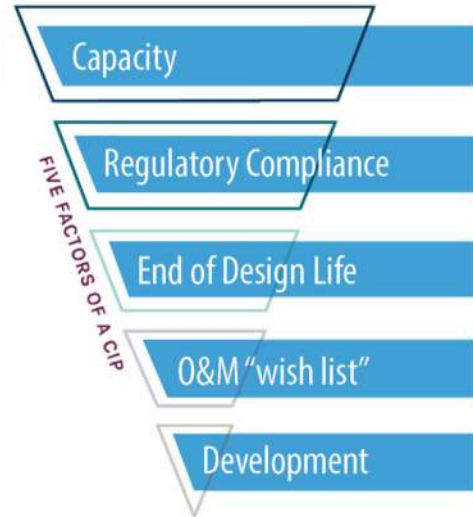 Capacity
Regulatory Compliance
FIVE FACTORS OF A CIP
End of Design Life
O&M "wish list"
Development